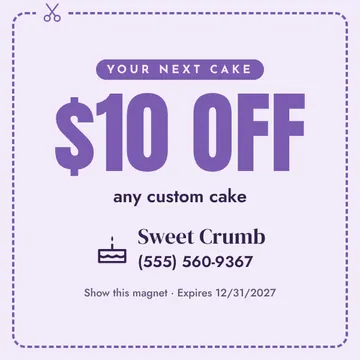 YOUR NEXT CAKE
$10 OFF
any custom cake
Sweet Crumb
(555) 560-9367
Show this magnet · Expires 12/31/2027